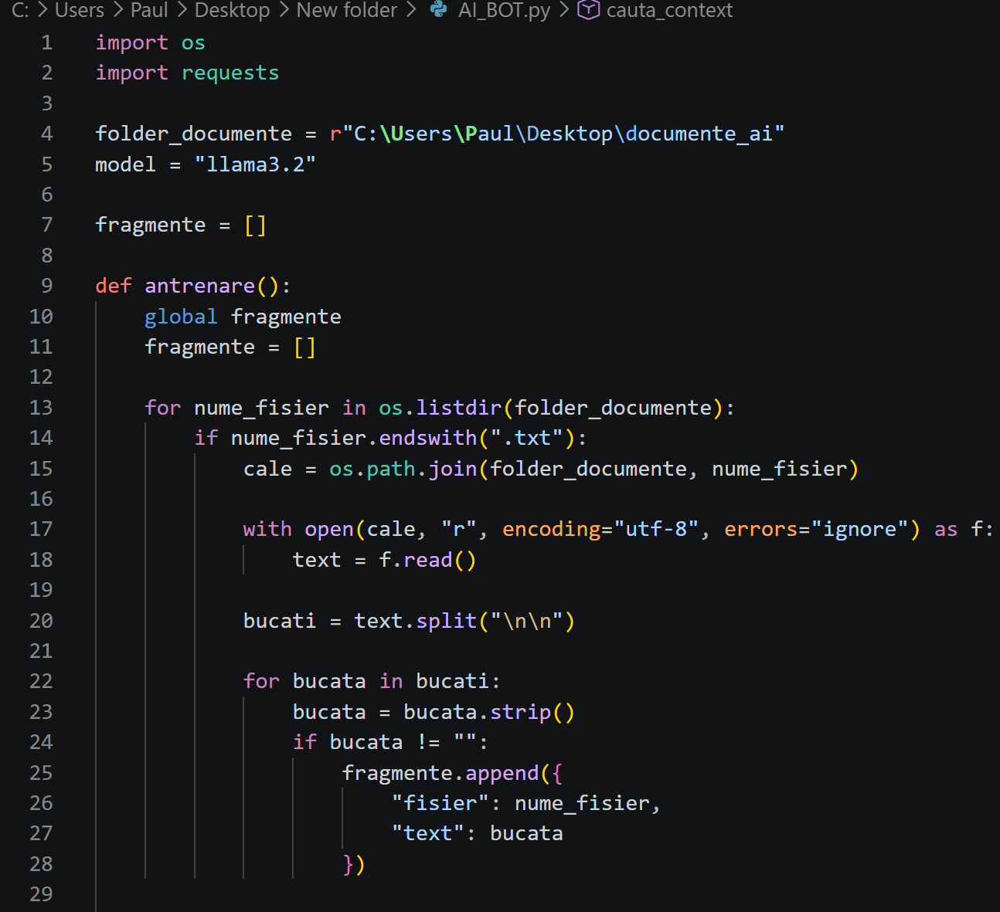 C: > Users > Paul > Desktop > New folder > AI_BOT.py > cauta_context
1 import os
2 import requests
3
4 folder_documente = r"C:\Users\Paul\Desktop\documente_ai"
5 model = "llama3.2"
6
7 fragmente = []
8
9 def antrenare():
10     global fragmente
11     fragmente = []
12
13     for nume_fisier in os.listdir(folder_documente):
14         if nume_fisier.endswith(".txt"):
15             cale = os.path.join(folder_documente, nume_fisier)
16
17             with open(cale, "r", encoding="utf-8", errors="ignore") as f:
18                 text = f.read()
19
20             bucati = text.split("\n\n")
21
22             for bucata in bucati:
23                 bucata = bucata.strip()
24                 if bucata != "":
25                     fragmente.append({
26                         "fisier": nume_fisier,
27                         "text": bucata
28                     })
29